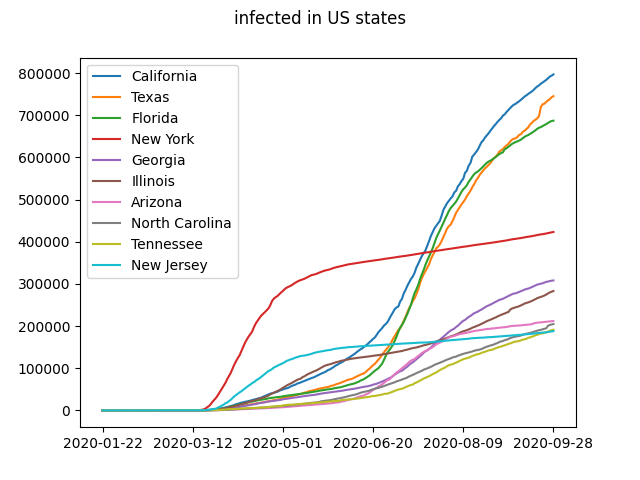 infected in US states
800000
700000
600000
500000
400000
300000
200000
100000
0
California
Texas
Florida
New York
Georgia
Illinois
Arizona
North Carolina
Tennessee
New Jersey
2020-01-22 2020-03-12 2020-05-01 2020-06-20 2020-08-09 2020-09-28